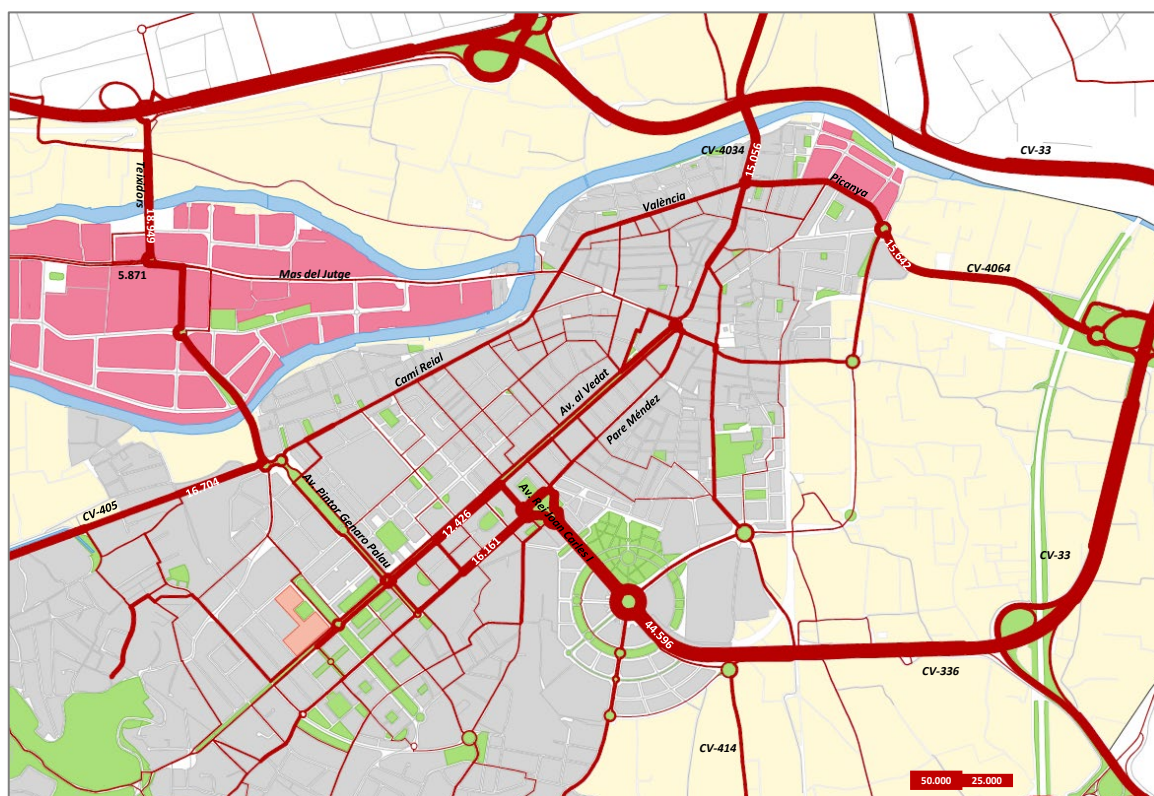 CV-4034
15.056
CV-33
Teixidors
18.949
València
Picanya
15.642
CV-4064
5.871
Mas del Jutge
Camí Reial
Av. al Vedat
Pare Méndez
16.704
CV-405
Av. Pintor Genaro Palau
12.426
16.161
Av. Rei Joan Carles I
44.596
CV-33
CV-336
CV-414
50.000 25.000